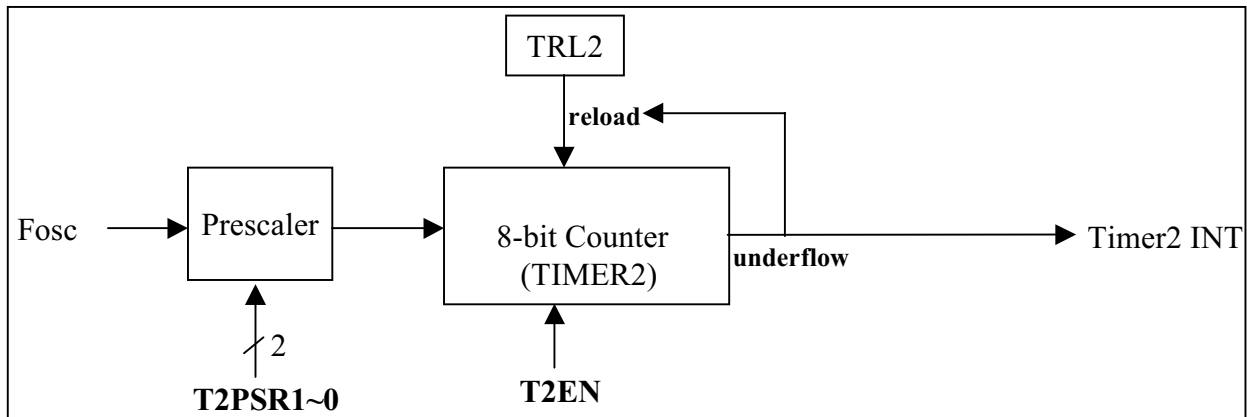 TRL2
reload
Fosc
Prescaler
8-bit Counter
(TIMER2)
underflow
Timer2 INT
2
T2PSR1~0
T2EN